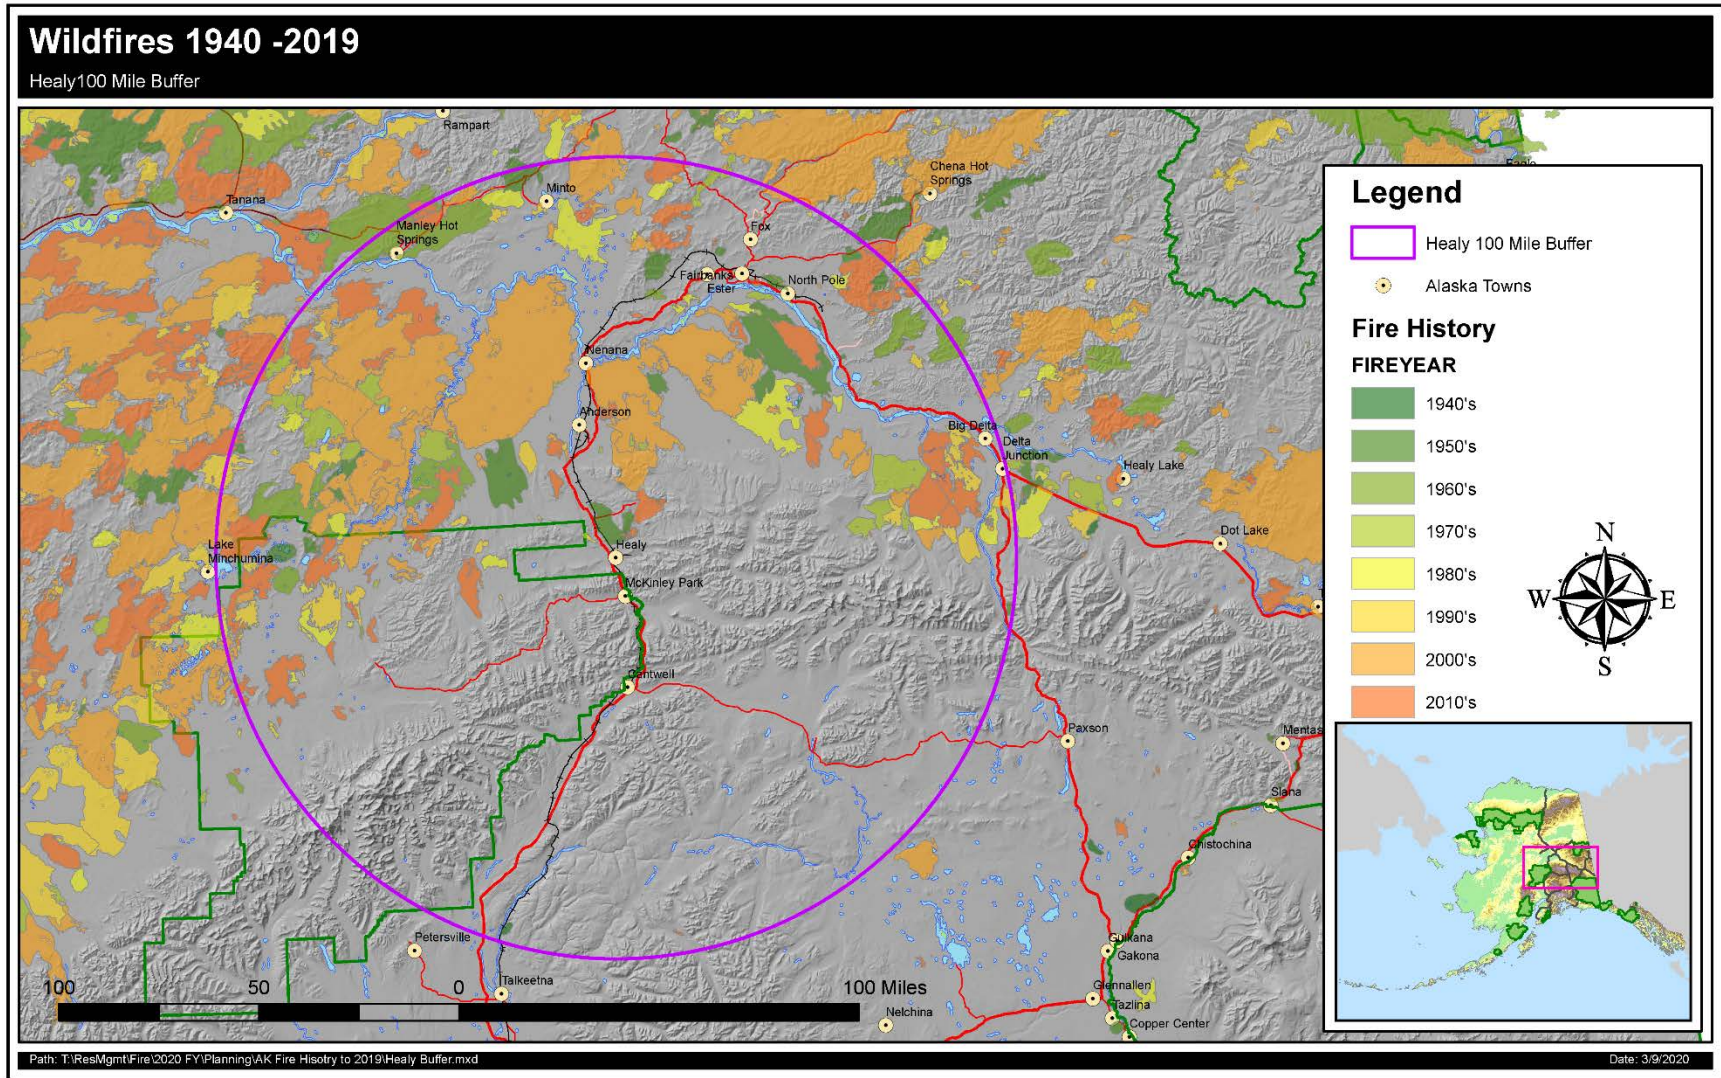 Wildfires 1940 -2019
Healy100 Mile Buffer
Rampart
Eagle
Chena Hot
Springs
Minto
Tanana
Manley Hot
Springs
Fox
Fairbanks
Ester
North Pole
Nenana
Anderson
Big Delta
Delta
Junction
Healy Lake
Dot Lake
Lake
Minchumina
Healy
McKinley Park
Cantwell
Paxson
Mentas
Slana
Chistochina
Petersville
Gulkana
Gakona
Talkeetna
Glennallen
Tazlina
Nelchina
Copper Center
100
50
0
100 Miles
Legend
Healy 100 Mile Buffer
Alaska Towns
Fire History
FIREYEAR
1940's
1950's
1960's
1970's
1980's
1990's
2000's
2010's
N
W
E
S
Path: T:\ResMgmt\Fire\2020 FY\Planning\AK Fire Hisotry to 2019\Healy Buffer.mxd
Date: 3/9/2020